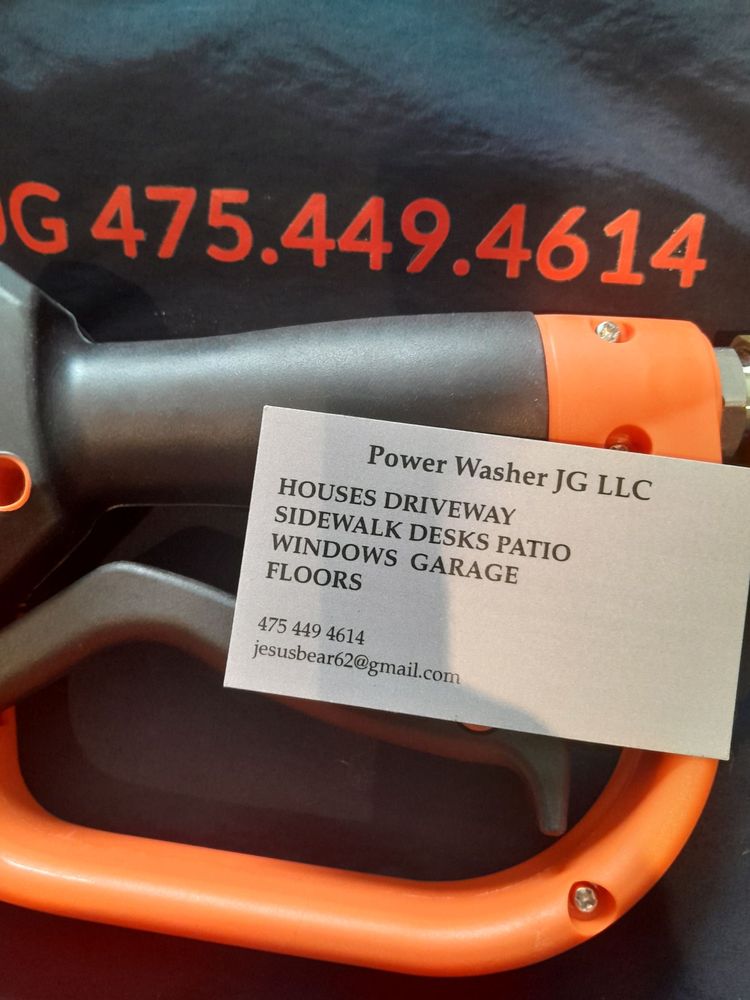 JG 475.449.4614
Power Washer JG LLC
HOUSES DRIVEWAY
SIDEWALK DESKS PATIO
WINDOWS GARAGE
FLOORS
475 449 4614
jesusbear62@gmail.com